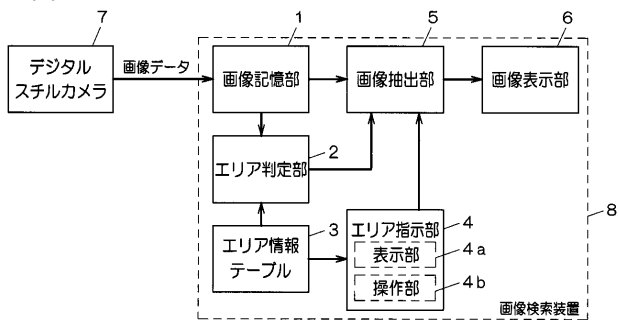 7
1
5
6
デジタル
スチルカメラ
画像データ
画像記憶部
画像抽出部
画像表示部
2
エリア判定部
3
エリア情報
テーブル
4
エリア指示部
表示部
4a
操作部
4b
8
画像検索装置